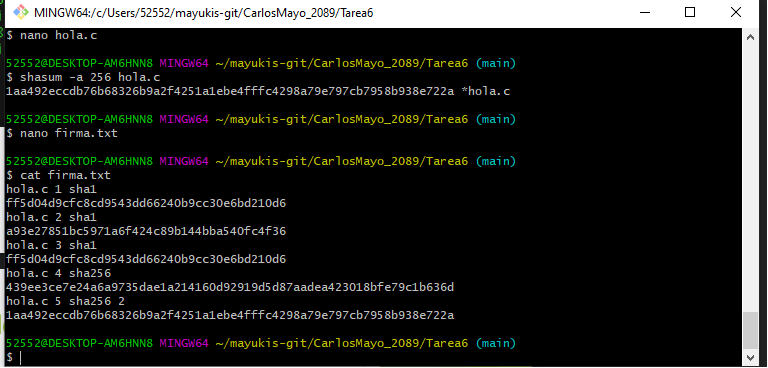 MINGW64:/c/Users/52552/mayukis-git/CarlosMayo_2089/Tarea6
$ nano hola.c
52552@DESKTOP-AM6HNN8 MINGW64 ~/mayukis-git/CarlosMayo_2089/Tarea6 (main)
$ shasum -a 256 hola.c
1aa492eccdb76b68326b9a2f4251a1ebe4fffc4298a79e797cb7958b938e722a *hola.c
52552@DESKTOP-AM6HNN8 MINGW64 ~/mayukis-git/CarlosMayo_2089/Tarea6 (main)
$ nano firma.txt
52552@DESKTOP-AM6HNN8 MINGW64 ~/mayukis-git/CarlosMayo_2089/Tarea6 (main)
$ cat firma.txt
hola.c 1 sha1
ff5d04d9cfc8cd9543dd66240b9cc30e6bd210d6
hola.c 2 sha1
a93e27851bc5971a6f424c89b144bba540fc4f36
hola.c 3 sha1
ff5d04d9cfc8cd9543dd66240b9cc30e6bd210d6
hola.c 4 sha256
439ee3ce7e24a6a9735dae1a214160d92919d5d87aadea423018bfe79c1b636d
hola.c 5 sha256 2
1aa492eccdb76b68326b9a2f4251a1ebe4fffc4298a79e797cb7958b938e722a
52552@DESKTOP-AM6HNN8 MINGW64 ~/mayukis-git/CarlosMayo_2089/Tarea6 (main)
$